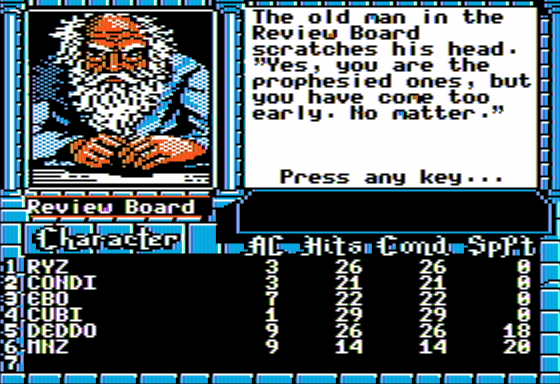 The old man in the
Review Board
scratches his head.
"Yes, you are the
prophesied ones, but
you have come too
early. No matter."
Press any key...
Review Board
Character AC Hits Cond SpPt
1 RYZ 3 26 26 0
2 CONDI 3 21 21 0
3 EBO 7 22 22 0
4 CUBI 1 29 29 0
5 DEDDO 9 26 26 18
6 MNZ 9 14 14 20
7